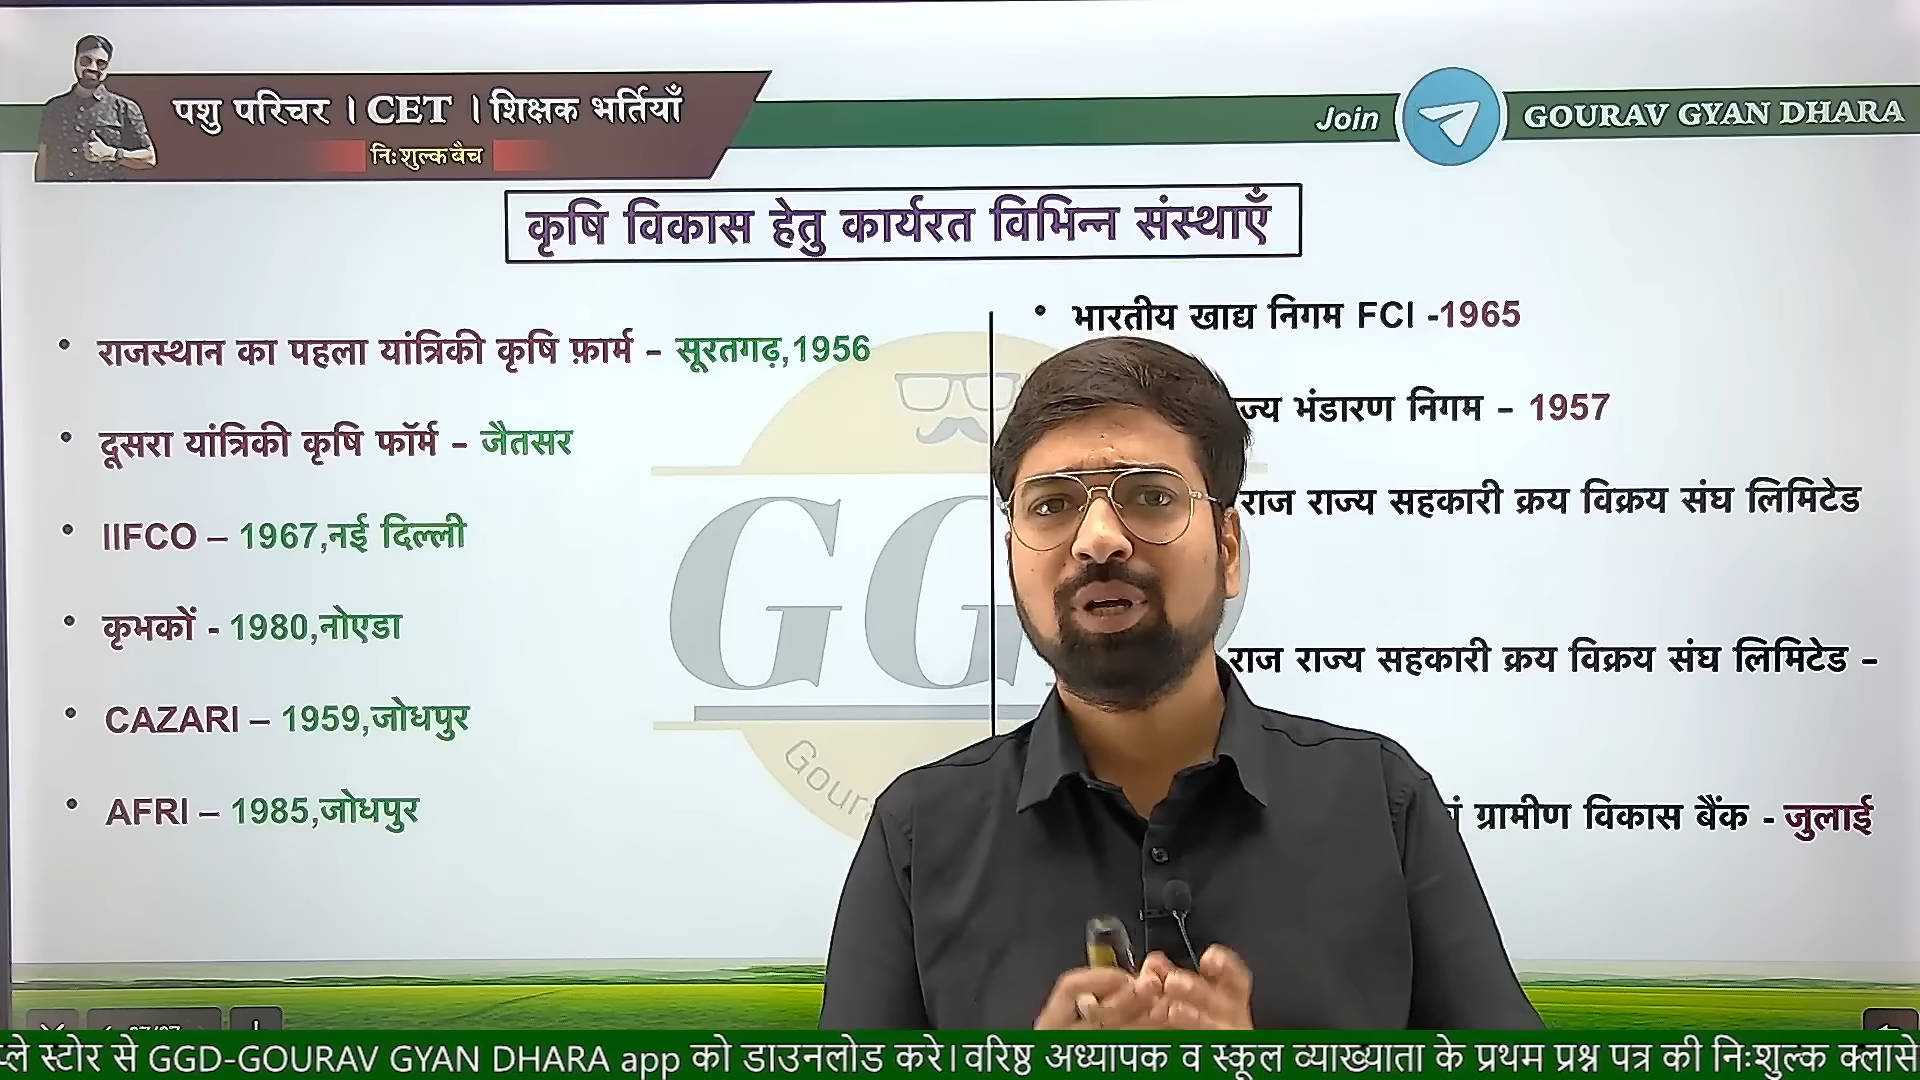 पशु परिचर । CET । शिक्षक भर्तियाँ
निः शुल्क बैच
Join GOURAV GYAN DHARA
कृषि विकास हेतु कार्यरत विभिन्न संस्थाएँ
• राजस्थान का पहला यांत्रिकी कृषि फ़ार्म – सूरतगढ़,1956
• दूसरा यांत्रिकी कृषि फॉर्म – जैतसर
• IIFCO – 1967,नई दिल्ली
• कृभकों - 1980,नोएडा
• CAZARI – 1959,जोधपुर
• AFRI – 1985,जोधपुर
• भारतीय खाद्य निगम FCI -1965
भंडारण निगम – 1957
राज राज्य सहकारी क्रय विक्रय संघ लिमिटेड
राज राज्य सहकारी क्रय विक्रय संघ लिमिटेड –
ग्रामीण विकास बैंक - जुलाई
GG
स्टोर से GGD-GOURAV GYAN DHARA app को डाउनलोड करे।वरिष्ठ अध्यापक व स्कूल व्याख्याता के प्रथम प्रश्न पत्र की निःशुल्क क्लासे